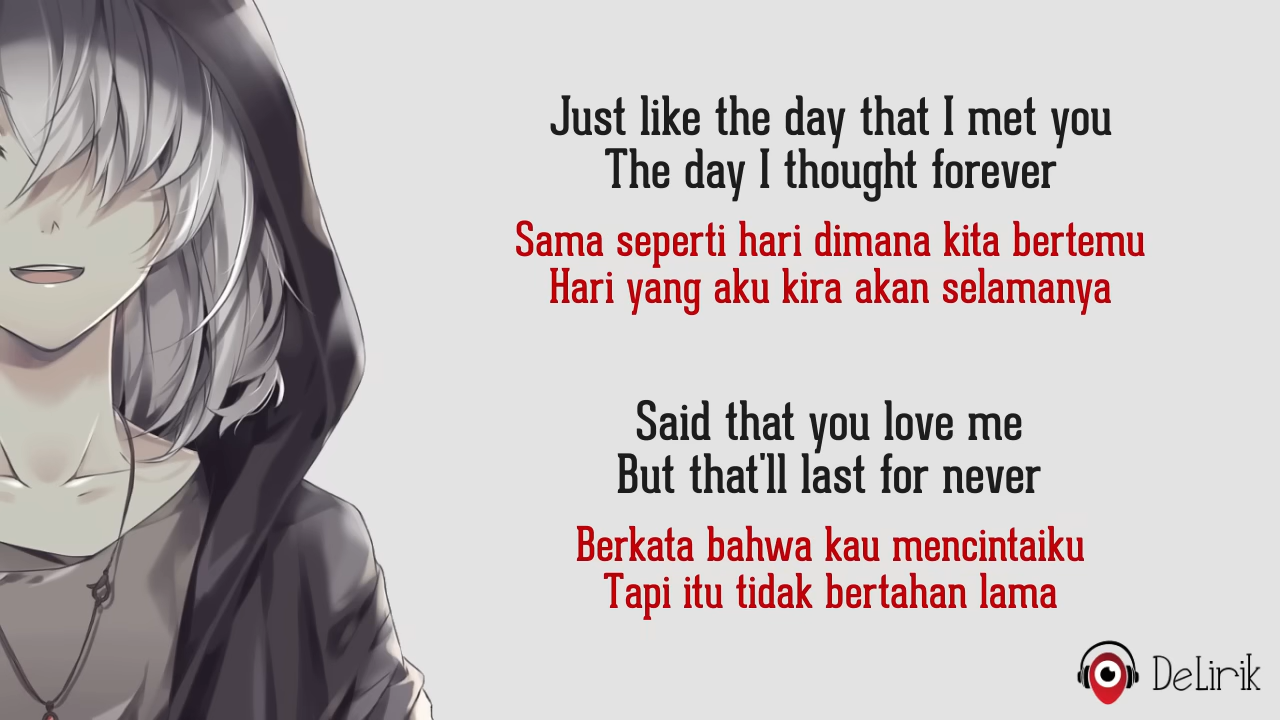 Just like the day that I met you
The day I thought forever
Sama seperti hari dimana kita bertemu
Hari yang aku kira akan selamanya
Said that you love me
But that'll last for never
Berkata bahwa kau mencintaiku
Tapi itu tidak bertahan lama
DeLirik